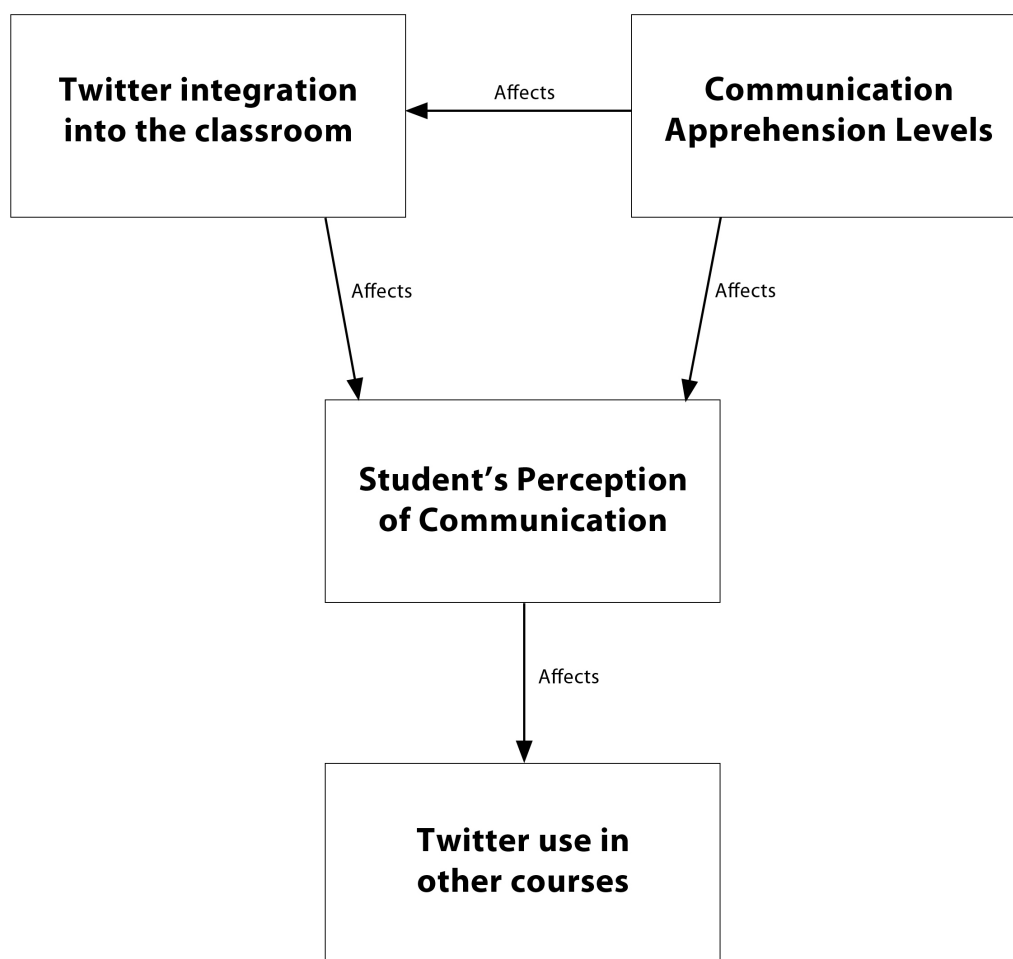 Twitter integration
into the classroom
Affects
Communication
Apprehension Levels
Affects
Affects
Student’s Perception
of Communication
Affects
Twitter use in
other courses